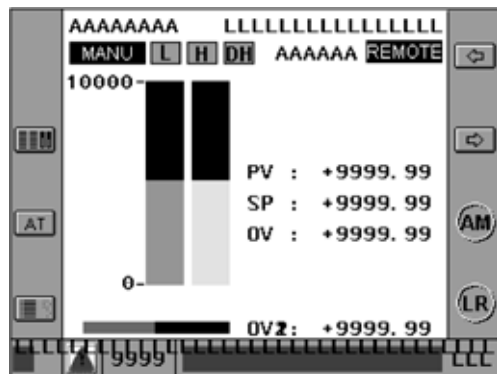 AAAAAAAA LLLLLLLLLLLLLLLLL
MANU L H DH AAAAAA REMOTE
10000
PV : +9999.99
SP : +9999.99
AT
OV : +9999.99
AM
0
LR
OV2: +9999.99
9999
LLL